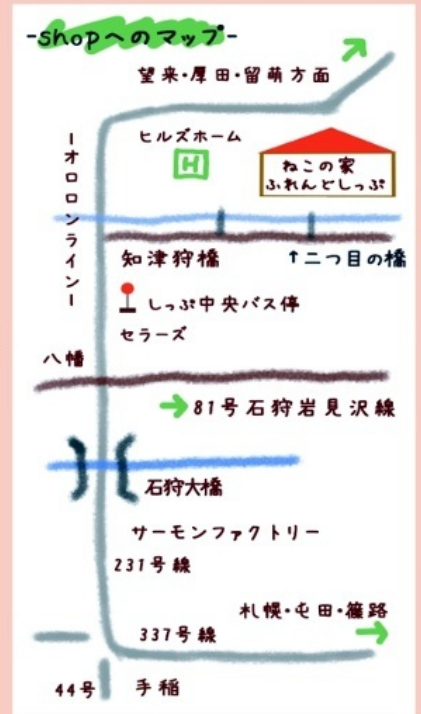 -shopへのマップ-
望来・厚田・留萌方面
ーオロロンラインー
ヒルズホーム
H
ねこの家
ふれんどしっぷ
知津狩橋
↑二つ目の橋
しっぷ中央バス停
セラーズ
八幡
→81号石狩岩見沢線
石狩大橋
サーモンファクトリー
231号線
札幌・屯田・篠路
337号線
44号
手稲